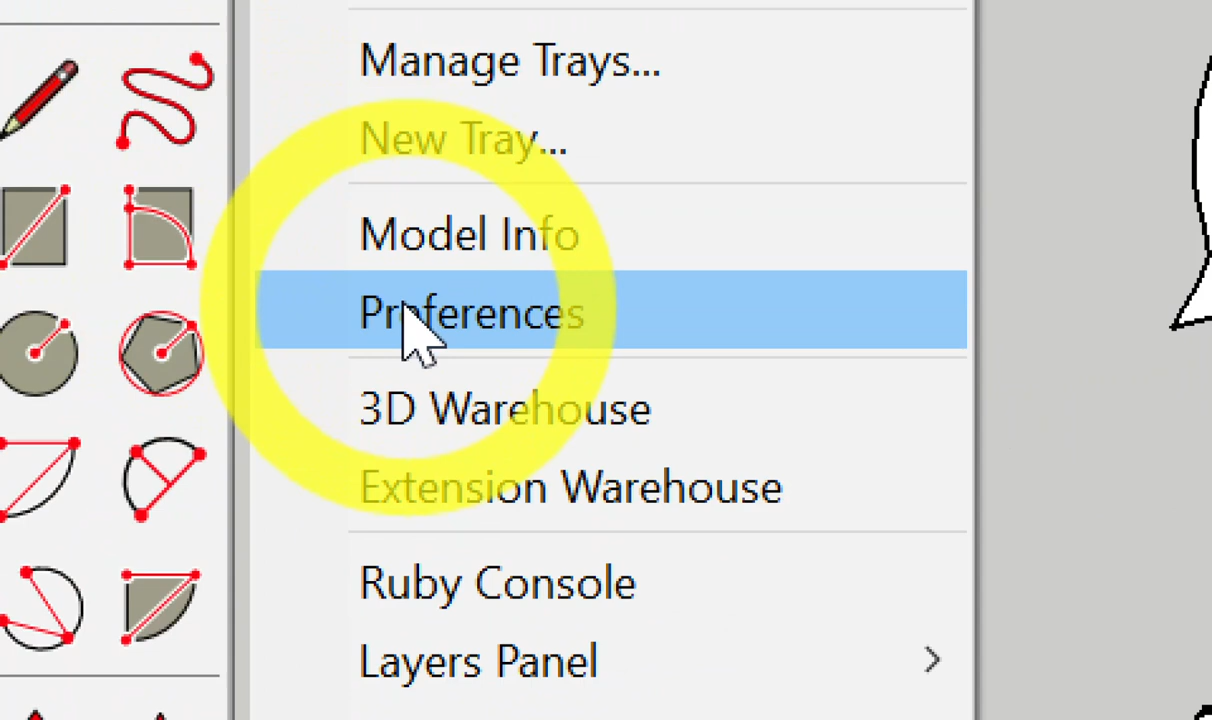 Manage Trays...
New Tray...
Model Info
Preferences
3D Warehouse
Extension Warehouse
Ruby Console
Layers Panel